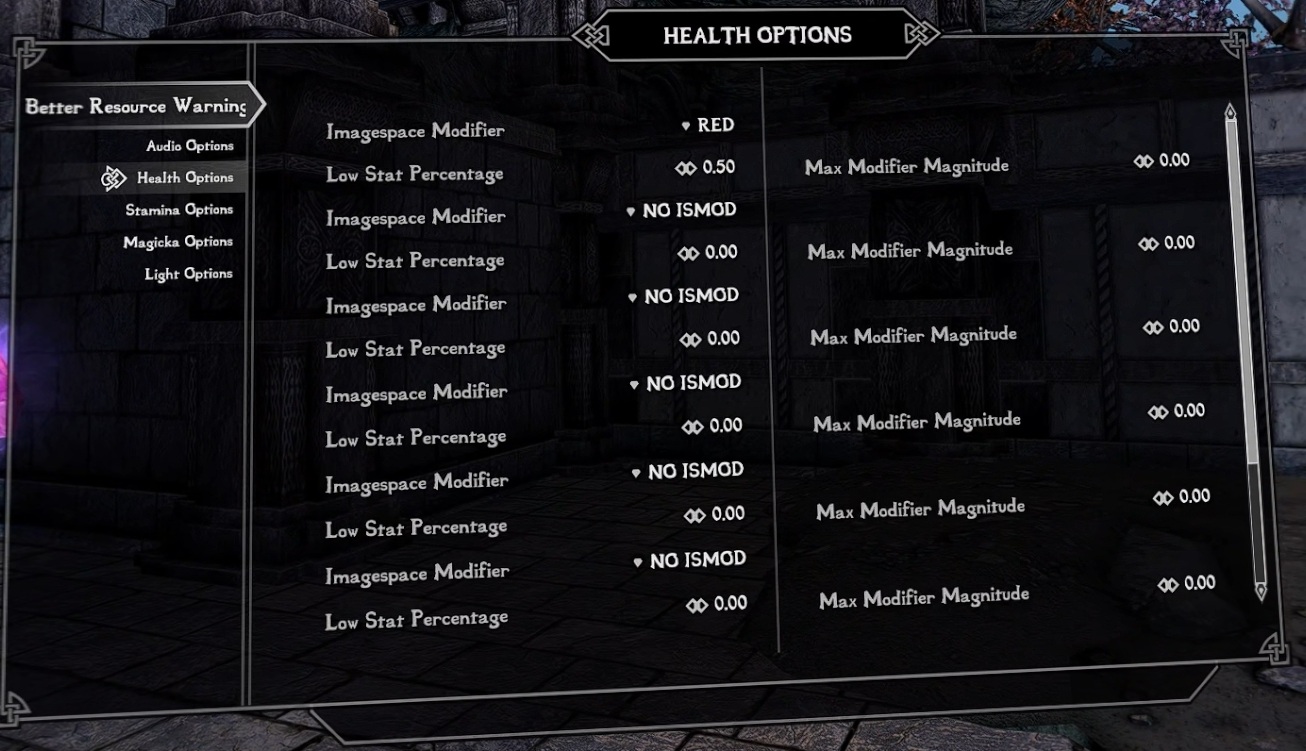 HEALTH OPTIONS
Better Resource Warning
Audio Options
Health Options
Stamina Options
Magicka Options
Light Options
Imagespace Modifier RED
Low Stat Percentage 0.50 Max Modifier Magnitude 0.00
Imagespace Modifier NO ISMOD
Low Stat Percentage 0.00 Max Modifier Magnitude 0.00
Imagespace Modifier NO ISMOD
Low Stat Percentage 0.00 Max Modifier Magnitude 0.00
Imagespace Modifier NO ISMOD
Low Stat Percentage 0.00 Max Modifier Magnitude 0.00
Imagespace Modifier NO ISMOD
Low Stat Percentage 0.00 Max Modifier Magnitude 0.00
Imagespace Modifier NO ISMOD
Low Stat Percentage 0.00 Max Modifier Magnitude 0.00